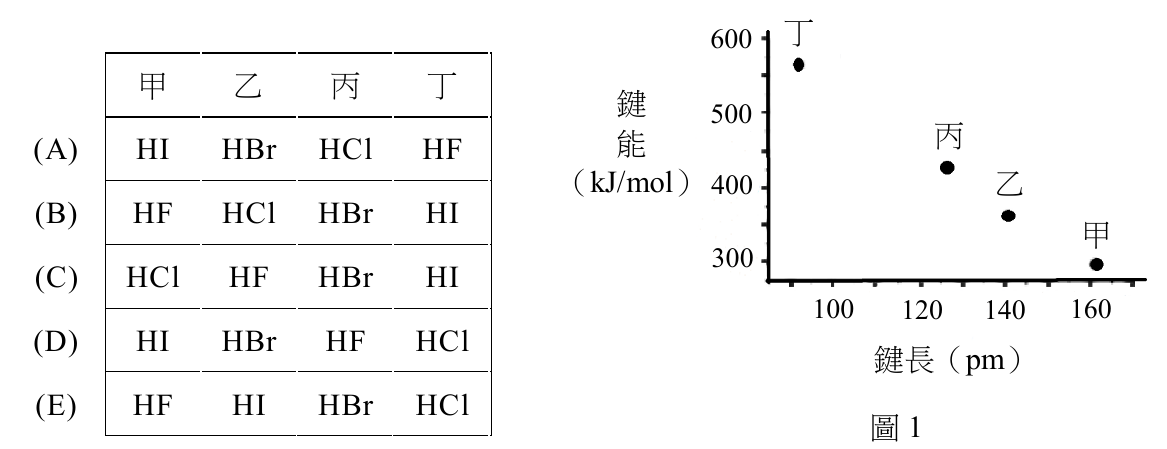 甲 乙 丙 丁
(A) HI HBr HCl HF
(B) HF HCl HBr HI
(C) HCl HF HBr HI
(D) HI HBr HF HCl
(E) HF HI HBr HCl
鍵
能
（kJ/mol）
600
500
400
300
丁
丙
乙
甲
100 120 140 160
鍵長（pm）
圖 1